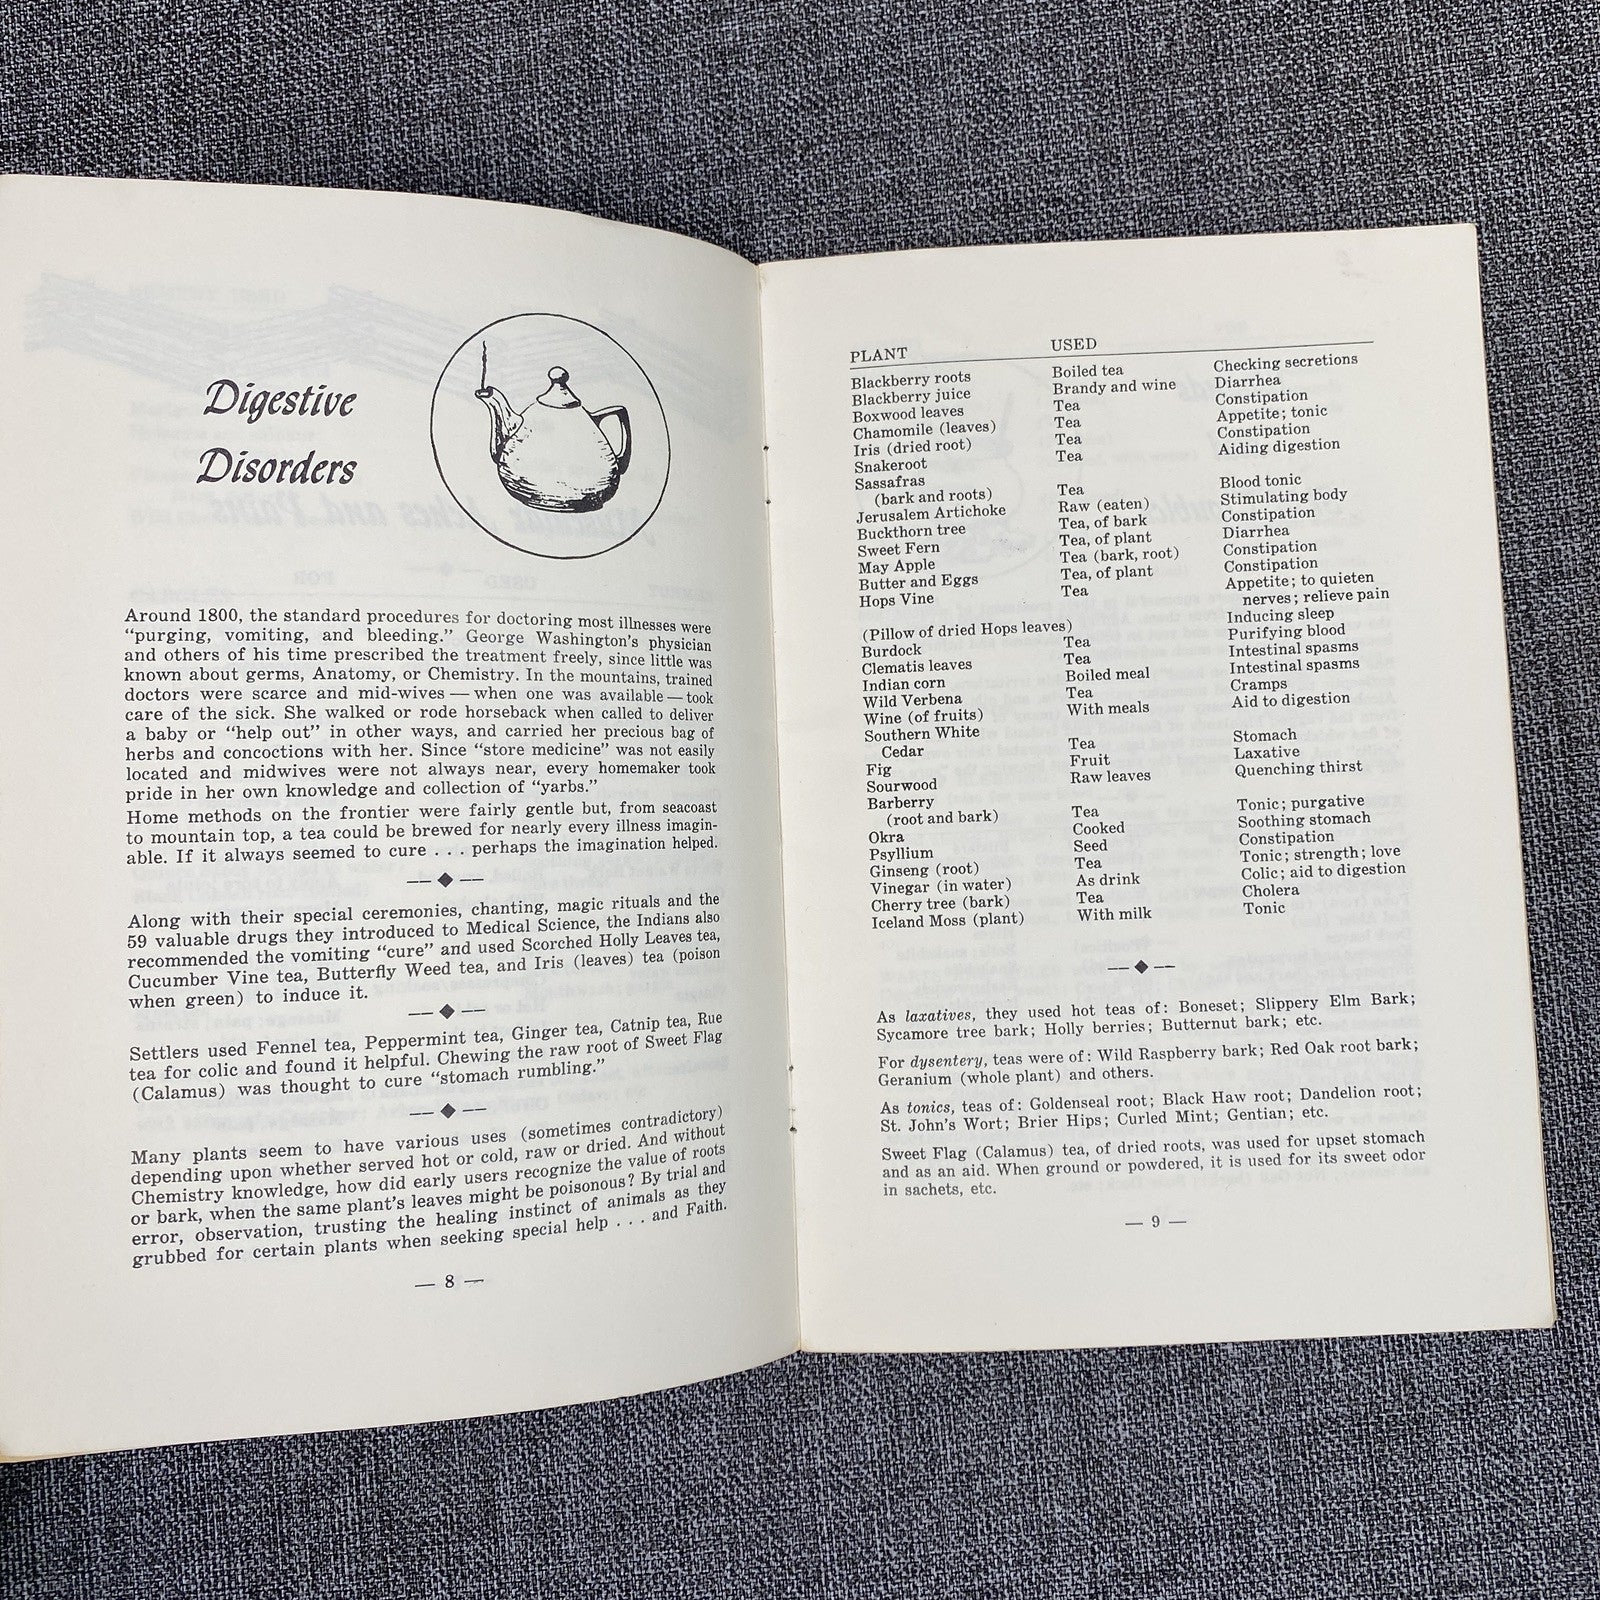 Digestive
Disorders
Around 1800, the standard procedures for doctoring most illnesses were
"purging, vomiting, and bleeding." George Washington's physician
and others of his time prescribed the treatment freely, since little was
known about germs, Anatomy, or Chemistry. In the mountains, trained
doctors were scarce and mid-wives — when one was available — took
care of the sick. She walked or rode horseback when called to deliver
a baby or "help out" in other ways, and carried her precious bag of
herbs and concoctions with her. Since "store medicine" was not easily
located and midwives were not always near, every homemaker took
pride in her own knowledge and collection of "yarbs."
Home methods on the frontier were fairly gentle but, from seacoast
to mountain top, a tea could be brewed for nearly every illness imagin-
able. If it always seemed to cure . . . perhaps the imagination helped.
Along with their special ceremonies, chanting, magic rituals and the
59 valuable drugs they introduced to Medical Science, the Indians also
recommended the vomiting "cure" and used Scorched Holly Leaves tea,
Cucumber Vine tea, Butterfly Weed tea, and Iris (leaves) tea (poison
when green) to induce it.
Settlers used Fennel tea, Peppermint tea, Ginger tea, Catnip tea, Rue
tea for colic and found it helpful. Chewing the raw root of Sweet Flag
(Calamus) was thought to cure "stomach rumbling."
Many plants seem to have various uses (sometimes contradictory)
depending upon whether served hot or cold, raw or dried. And without
Chemistry knowledge, how did early users recognize the value of roots
or bark, when the same plant's leaves might be poisonous? By trial and
error, observation, trusting the healing instinct of animals as they
grubbed for certain plants when seeking special help . . . and Faith.
— 8 —
PLANT USED
Blackberry roots Boiled tea Checking secretions
Blackberry juice Brandy and wine Diarrhea
Boxwood leaves Tea Constipation
Chamomile (leaves) Tea Appetite; tonic
Iris (dried root) Tea Constipation
Snakeroot Tea Aiding digestion
Sassafras
(bark and roots) Tea Blood tonic
Jerusalem Artichoke Raw (eaten) Stimulating body
Buckthorn tree Tea, of bark Constipation
Sweet Fern Tea, of plant Diarrhea
May Apple Tea (bark, root) Constipation
Butter and Eggs Tea, of plant Constipation
Hops Vine Tea Appetite; to quieten
nerves; relieve pain
(Pillow of dried Hops leaves) Inducing sleep
Burdock Tea Purifying blood
Clematis leaves Tea Intestinal spasms
Indian corn Boiled meal Intestinal spasms
Wild Verbena Tea Cramps
Wine (of fruits) With meals Aid to digestion
Southern White
Cedar Tea Stomach
Fig Fruit Laxative
Sourwood Raw leaves Quenching thirst
Barberry
(root and bark) Tea Tonic; purgative
Okra Cooked Soothing stomach
Psyllium Seed Constipation
Ginseng (root) Tea Tonic; strength; love
Vinegar (in water) As drink Colic; aid to digestion
Cherry tree (bark) Tea Cholera
Iceland Moss (plant) With milk Tonic
As laxatives, they used hot teas of: Boneset; Slippery Elm Bark;
Sycamore tree bark; Holly berries; Butternut bark; etc.
For dysentery, teas were of: Wild Raspberry bark; Red Oak root bark;
Geranium (whole plant) and others.
As tonics, teas of: Goldenseal root; Black Haw root; Dandelion root;
St. John's Wort; Brier Hips; Curled Mint; Gentian; etc.
Sweet Flag (Calamus) tea, of dried roots, was used for upset stomach
and as an aid. When ground or powdered, it is used for its sweet odor
in sachets, etc.
— 9 —